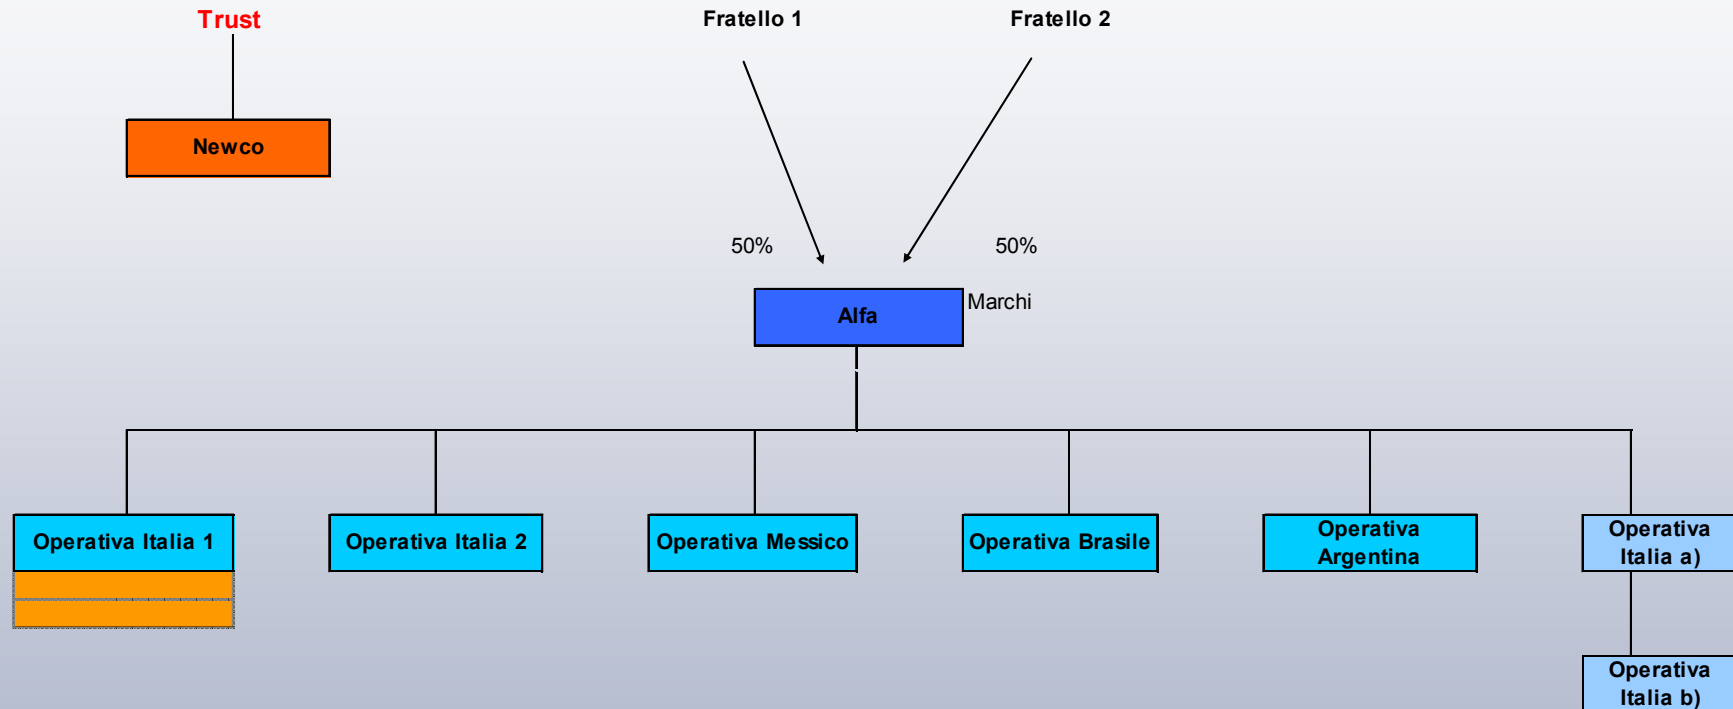 Trust
Fratello 1
Fratello 2
Newco
50%
50%
Alfa
Marchi
Operativa Italia 1
Operativa Italia 2
Operativa Messico
Operativa Brasile
Operativa
Argentina
Operativa
Italia a)
Operativa
Italia b)